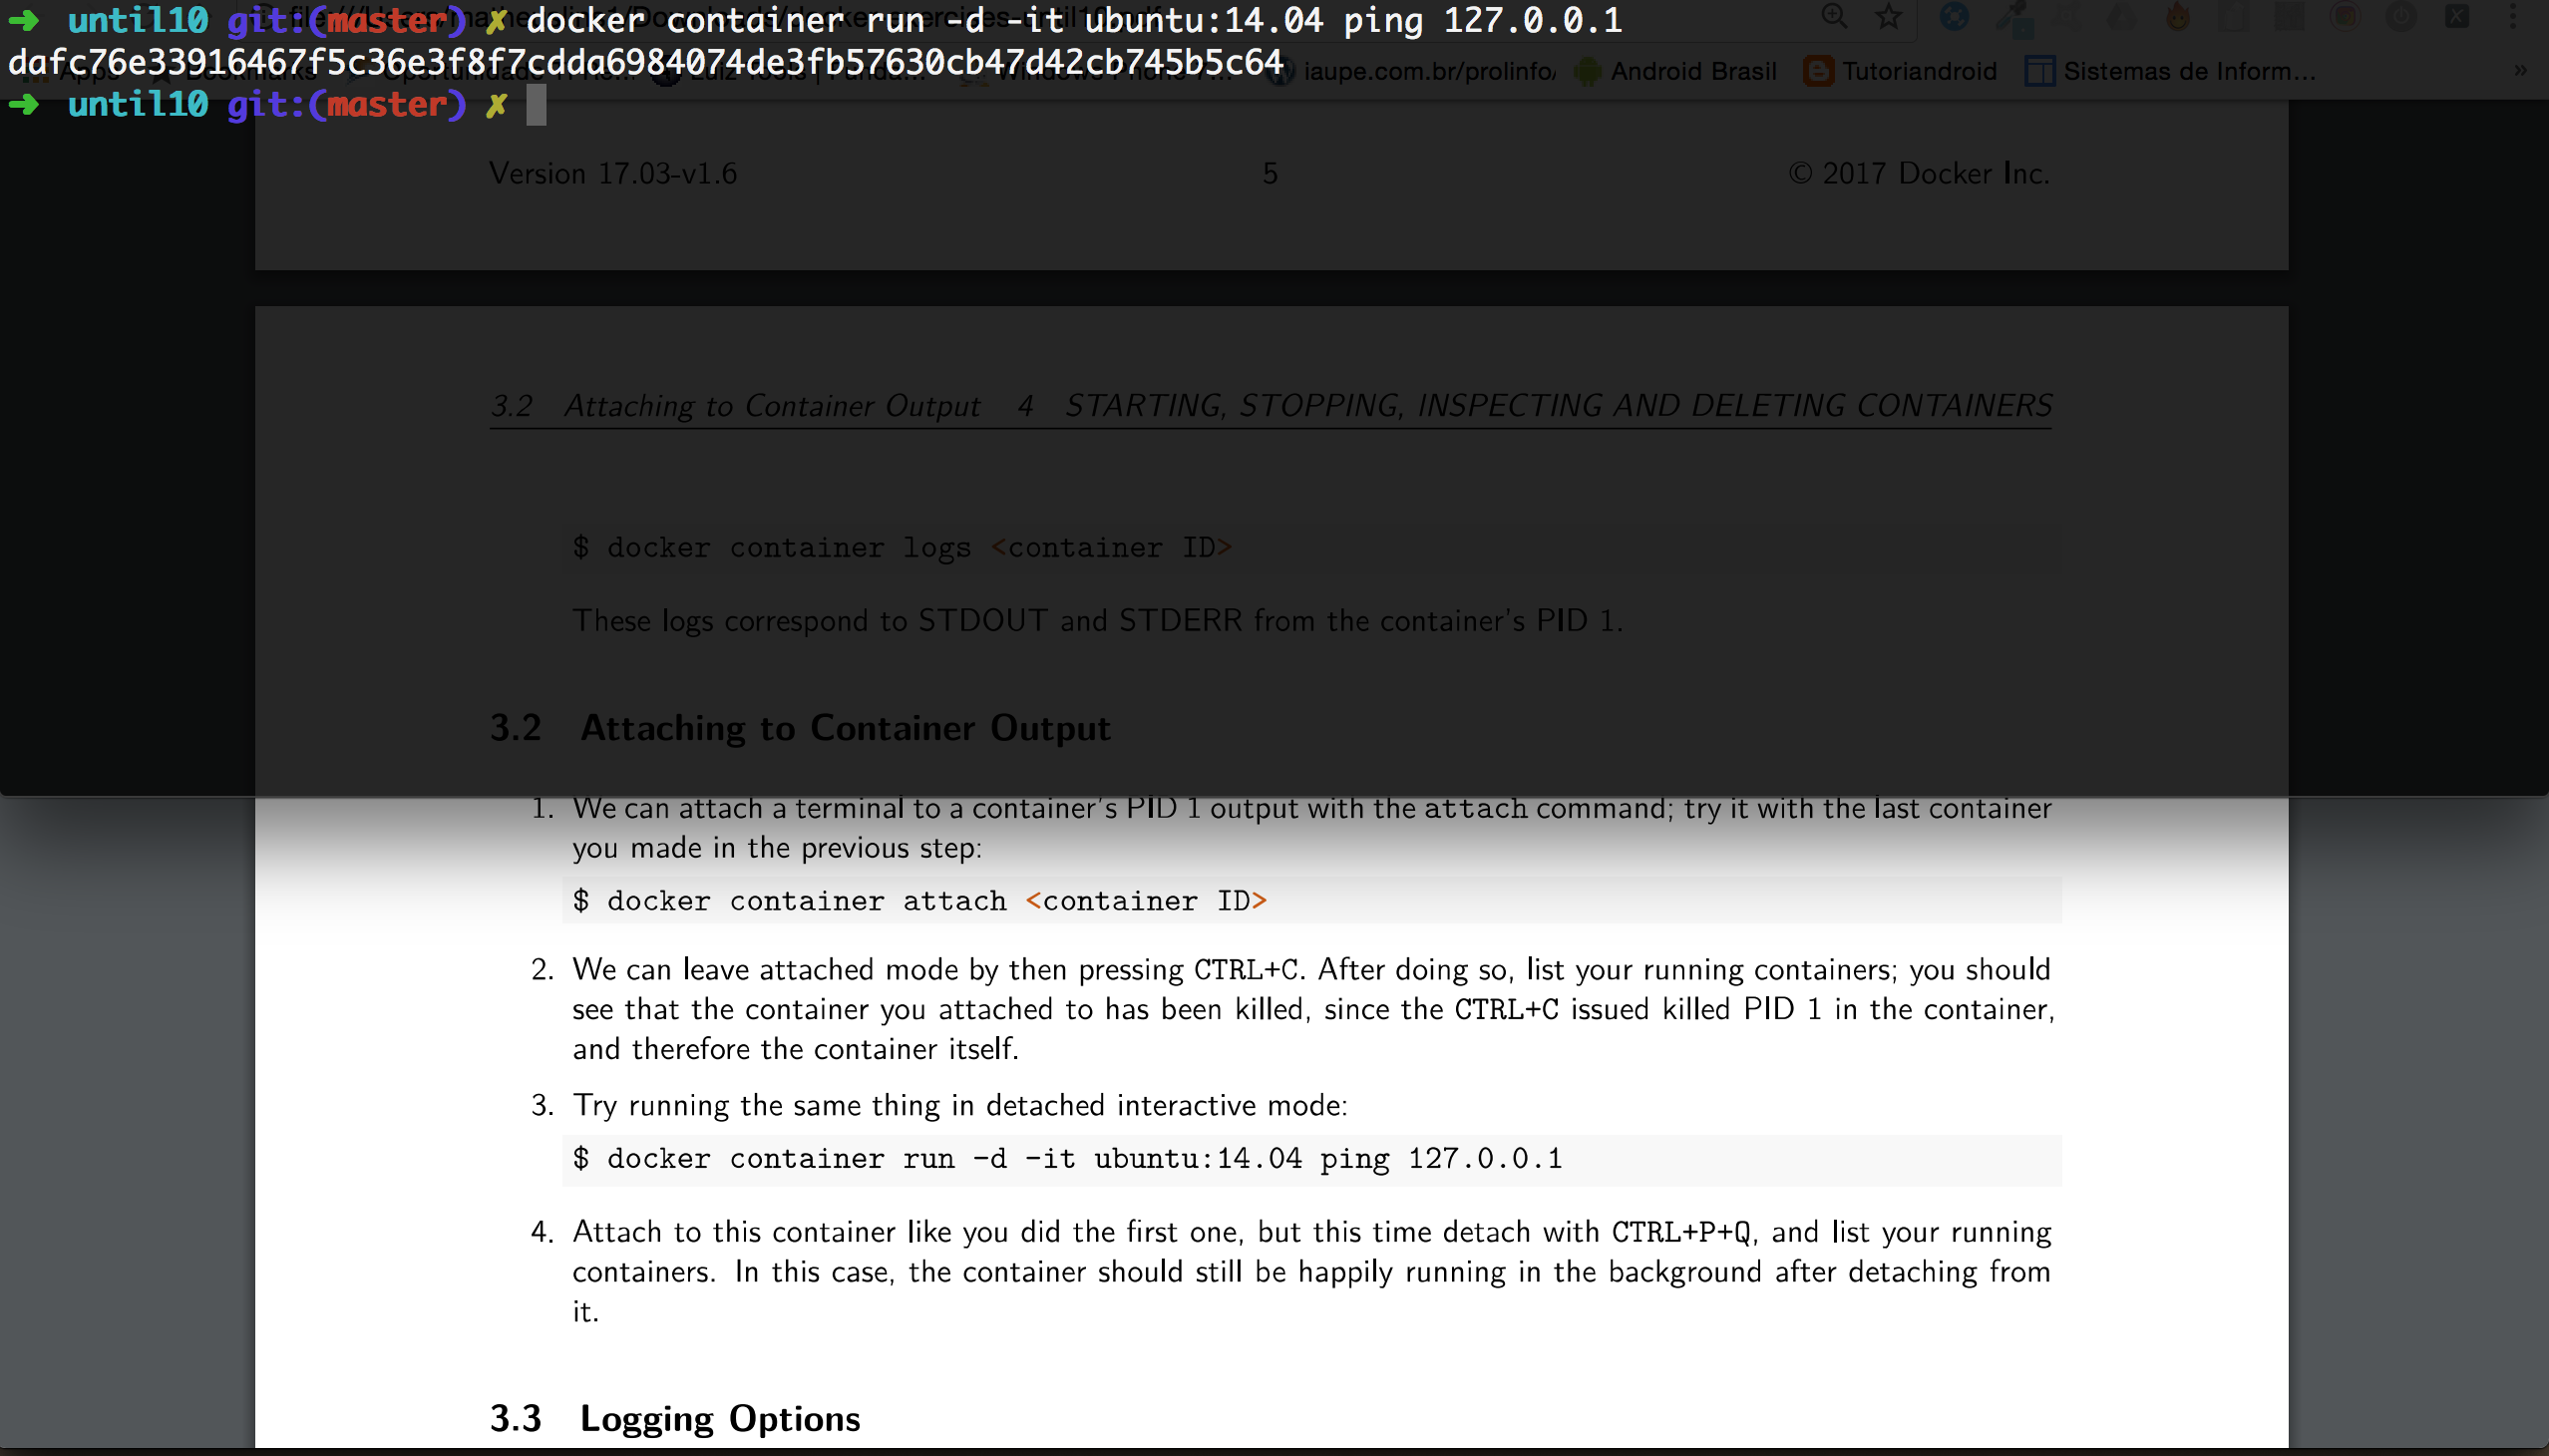 ➜ until10 git:(master) ✗ docker container run -d -it ubuntu:14.04 ping 127.0.0.1
dafc76e33916467f5c36e3f8f7cdda6984074de3fb57630cb47d42cb745b5c64
iaupe.com.br/prolinfo/ Android Brasil Tutoriandroid Sistemas de Inform... »
➜ until10 git:(master) ✗
Version 17.03-v1.6 5 © 2017 Docker Inc.
3.2 Attaching to Container Output 4 STARTING, STOPPING, INSPECTING AND DELETING CONTAINERS
$ docker container logs <container ID>
These logs correspond to STDOUT and STDERR from the container's PID 1.
3.2 Attaching to Container Output
1. We can attach a terminal to a container's PID 1 output with the attach command; try it with the last container
you made in the previous step:
$ docker container attach <container ID>
2. We can leave attached mode by then pressing CTRL+C. After doing so, list your running containers; you should
see that the container you attached to has been killed, since the CTRL+C issued killed PID 1 in the container,
and therefore the container itself.
3. Try running the same thing in detached interactive mode:
$ docker container run -d -it ubuntu:14.04 ping 127.0.0.1
4. Attach to this container like you did the first one, but this time detach with CTRL+P+Q, and list your running
containers. In this case, the container should still be happily running in the background after detaching from
it.
3.3 Logging Options